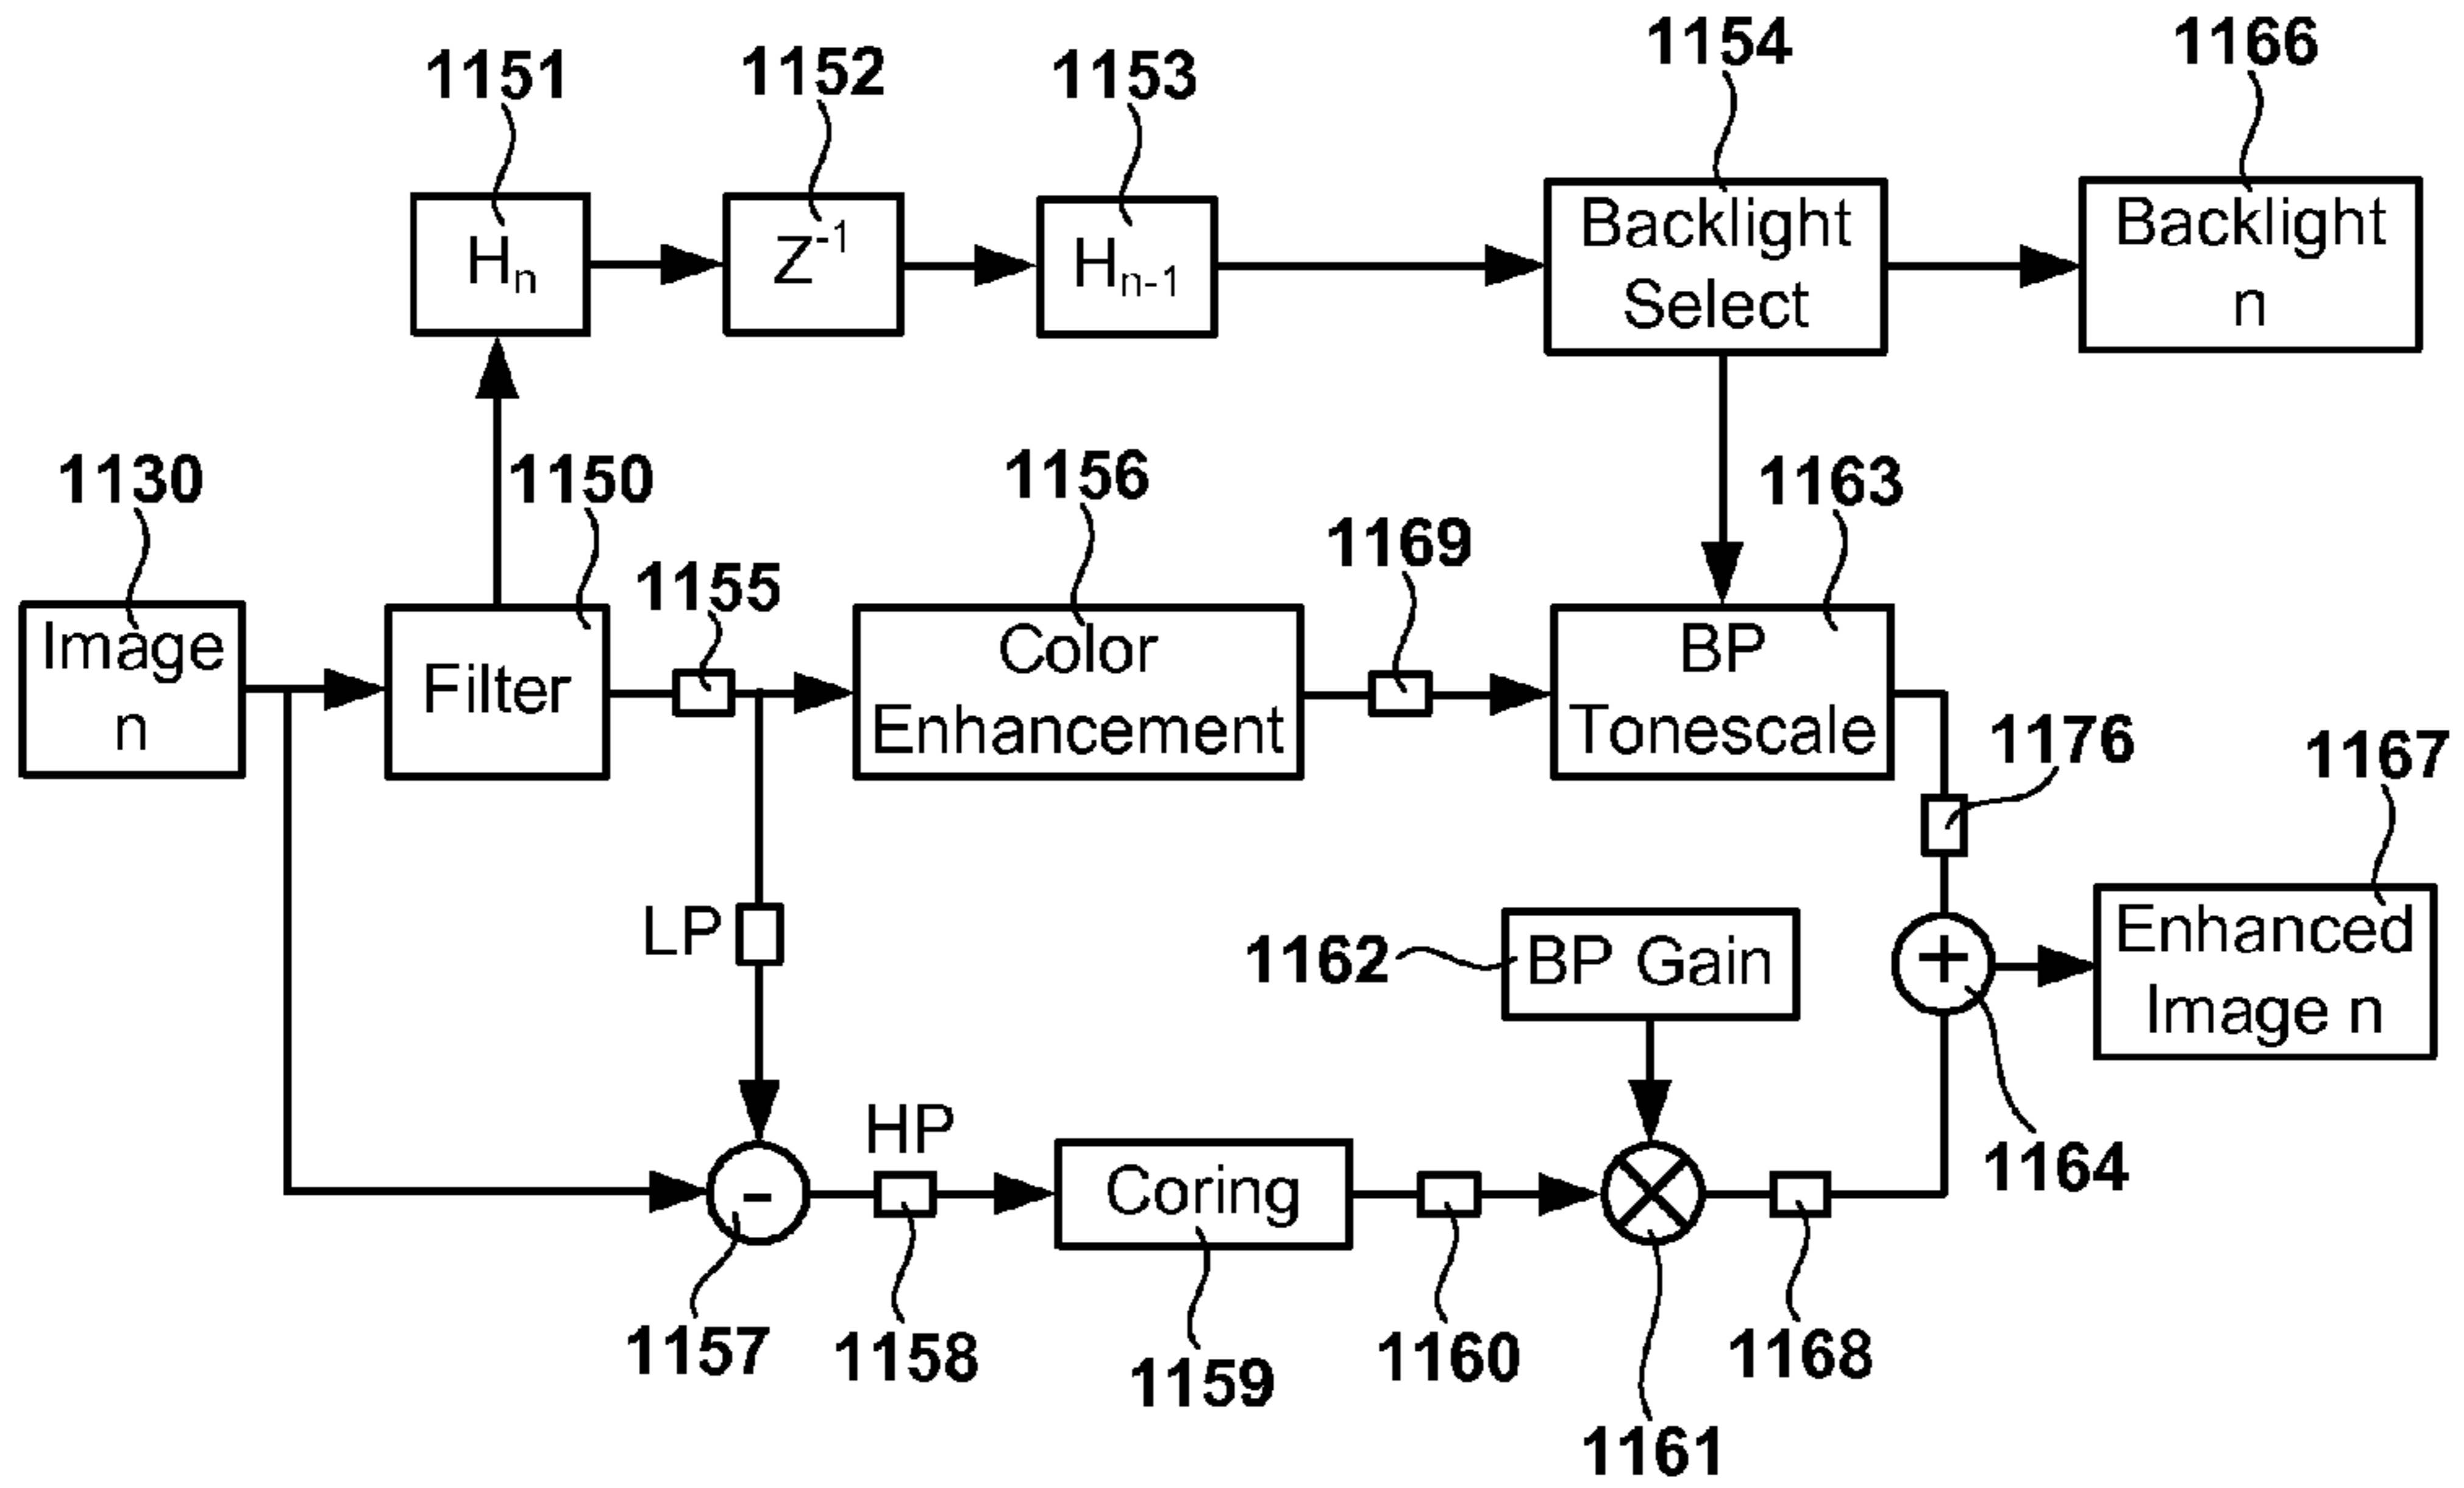 1151
1152
1153
1154
1166
Hn
Z-1
Hn-1
Backlight
Select
Backlight
n
1130
1150
1155
1156
1169
1163
Image
n
Filter
Color
Enhancement
BP
Tonescale
1176
1167
LP
1162
BP Gain
+
Enhanced
Image n
HP
-
Coring
1164
1157
1158
1159
1160
1161
1168